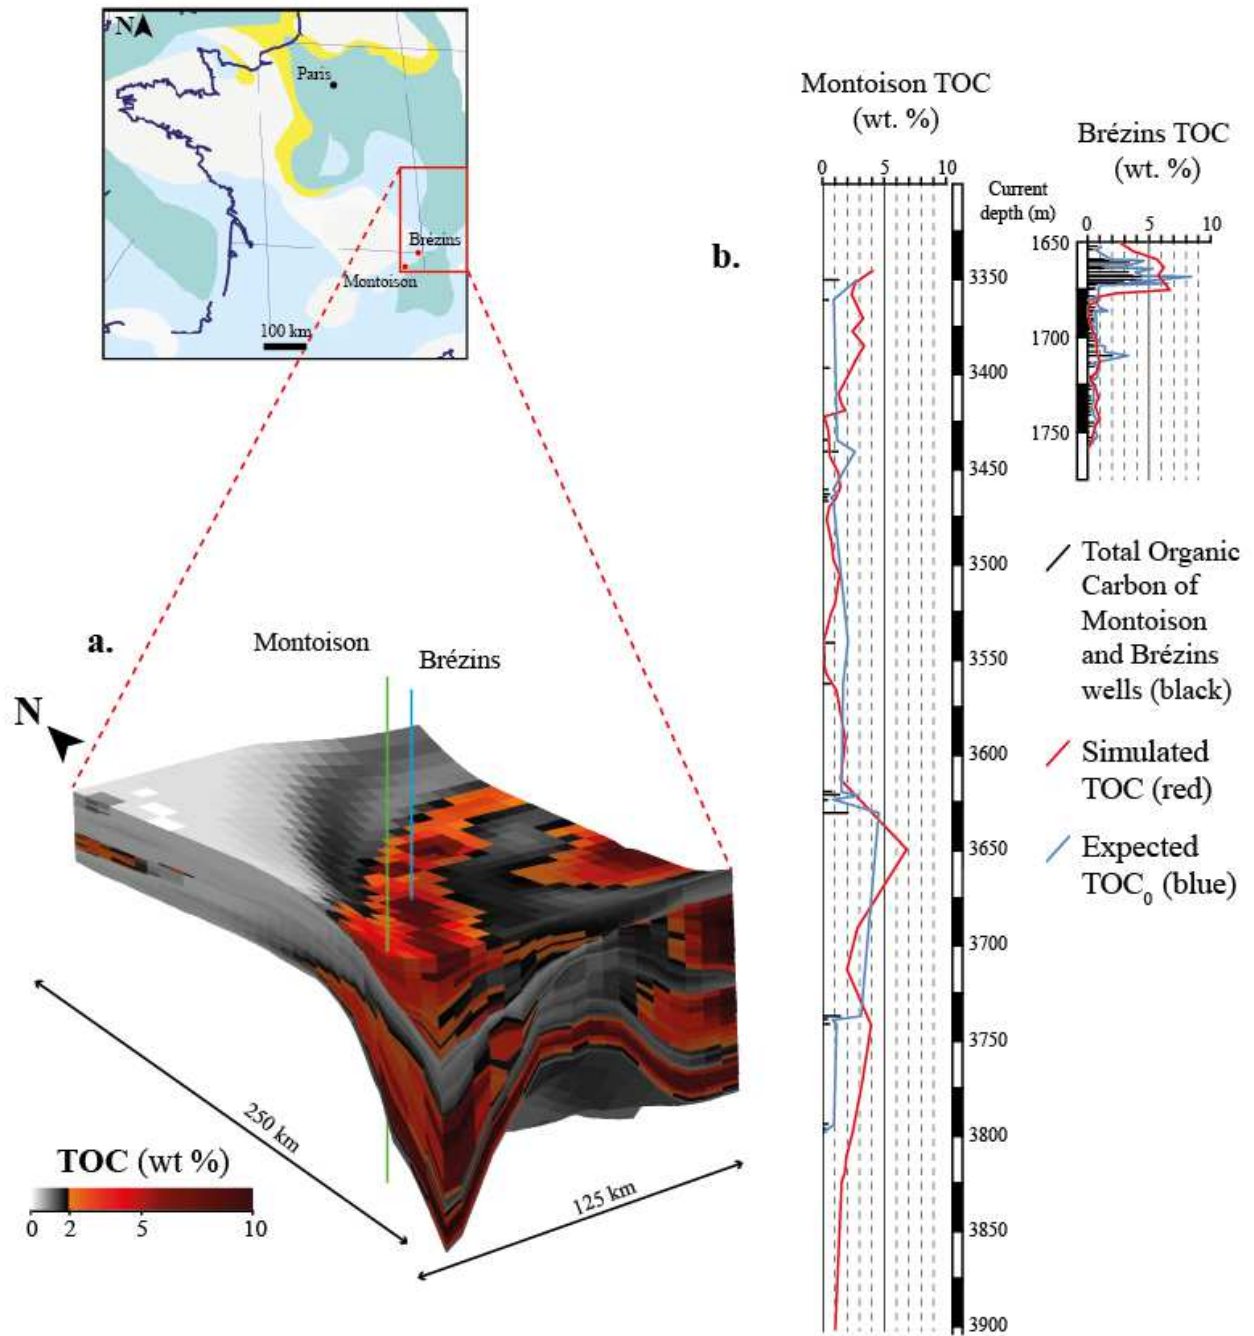 N
Paris
Brézins
Montoison
100 km
Montoison TOC
(wt. %)
0 5 10
Current
depth (m)
Brézins TOC
(wt. %)
0 5 10
1650
1700
1750
b.
3350
3400
3450
3500
3550
3600
3650
3700
3750
3800
3850
3900
Total Organic
Carbon of
Montoison
and Brézins
wells (black)
Simulated
TOC (red)
Expected
TOC0 (blue)
a.
Montoison
Brézins
N
250 km
125 km
TOC (wt %)
0 2 5 10